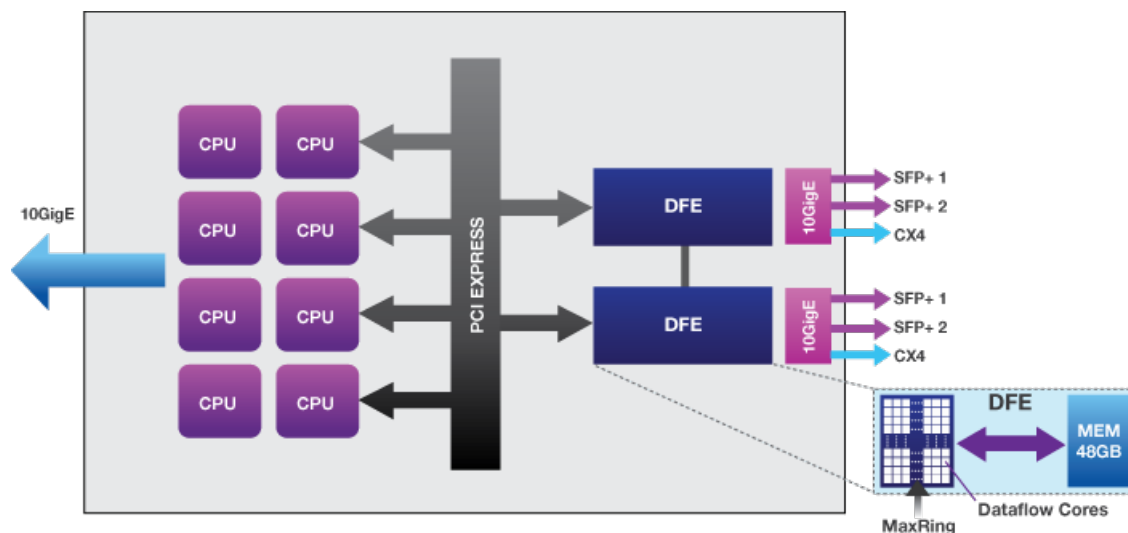 10GigE
CPU CPU
CPU CPU
CPU CPU
CPU CPU
PCI EXPRESS
DFE
10GigE
SFP+ 1
SFP+ 2
CX4
DFE
10GigE
SFP+ 1
SFP+ 2
CX4
DFE
MEM
48GB
Dataflow Cores
MaxRing